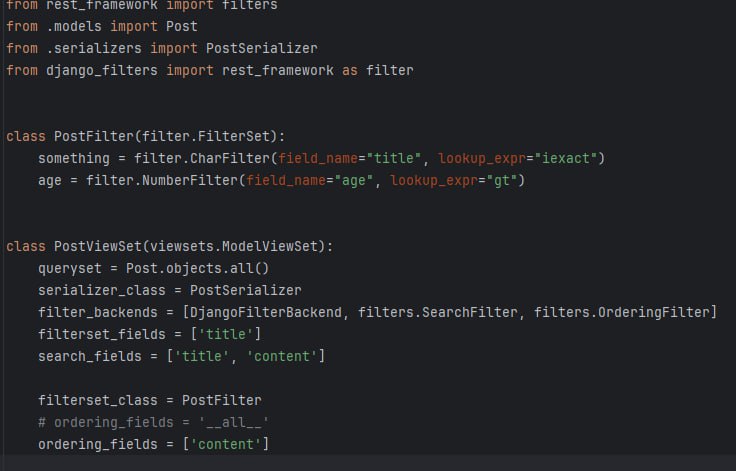 from rest_framework import filters
from .models import Post
from .serializers import PostSerializer
from django_filters import rest_framework as filter
class PostFilter(filter.FilterSet):
    something = filter.CharFilter(field_name="title", lookup_expr="iexact")
    age = filter.NumberFilter(field_name="age", lookup_expr="gt")
class PostViewSet(viewsets.ModelViewSet):
    queryset = Post.objects.all()
    serializer_class = PostSerializer
    filter_backends = [DjangoFilterBackend, filters.SearchFilter, filters.OrderingFilter]
    filterset_fields = ['title']
    search_fields = ['title', 'content']
    filterset_class = PostFilter
    # ordering_fields = '__all__'
    ordering_fields = ['content']